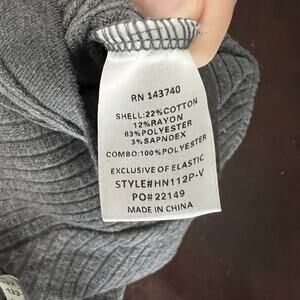 RN 143740
SHELL:22%COTTON
12%RAYON
63%POLYESTER
3%SAPNDEX
COMBO:100%POLYESTER
EXCLUSIVE OF ELASTIC
STYLE#HN112P-V
PO#22149
MADE IN CHINA